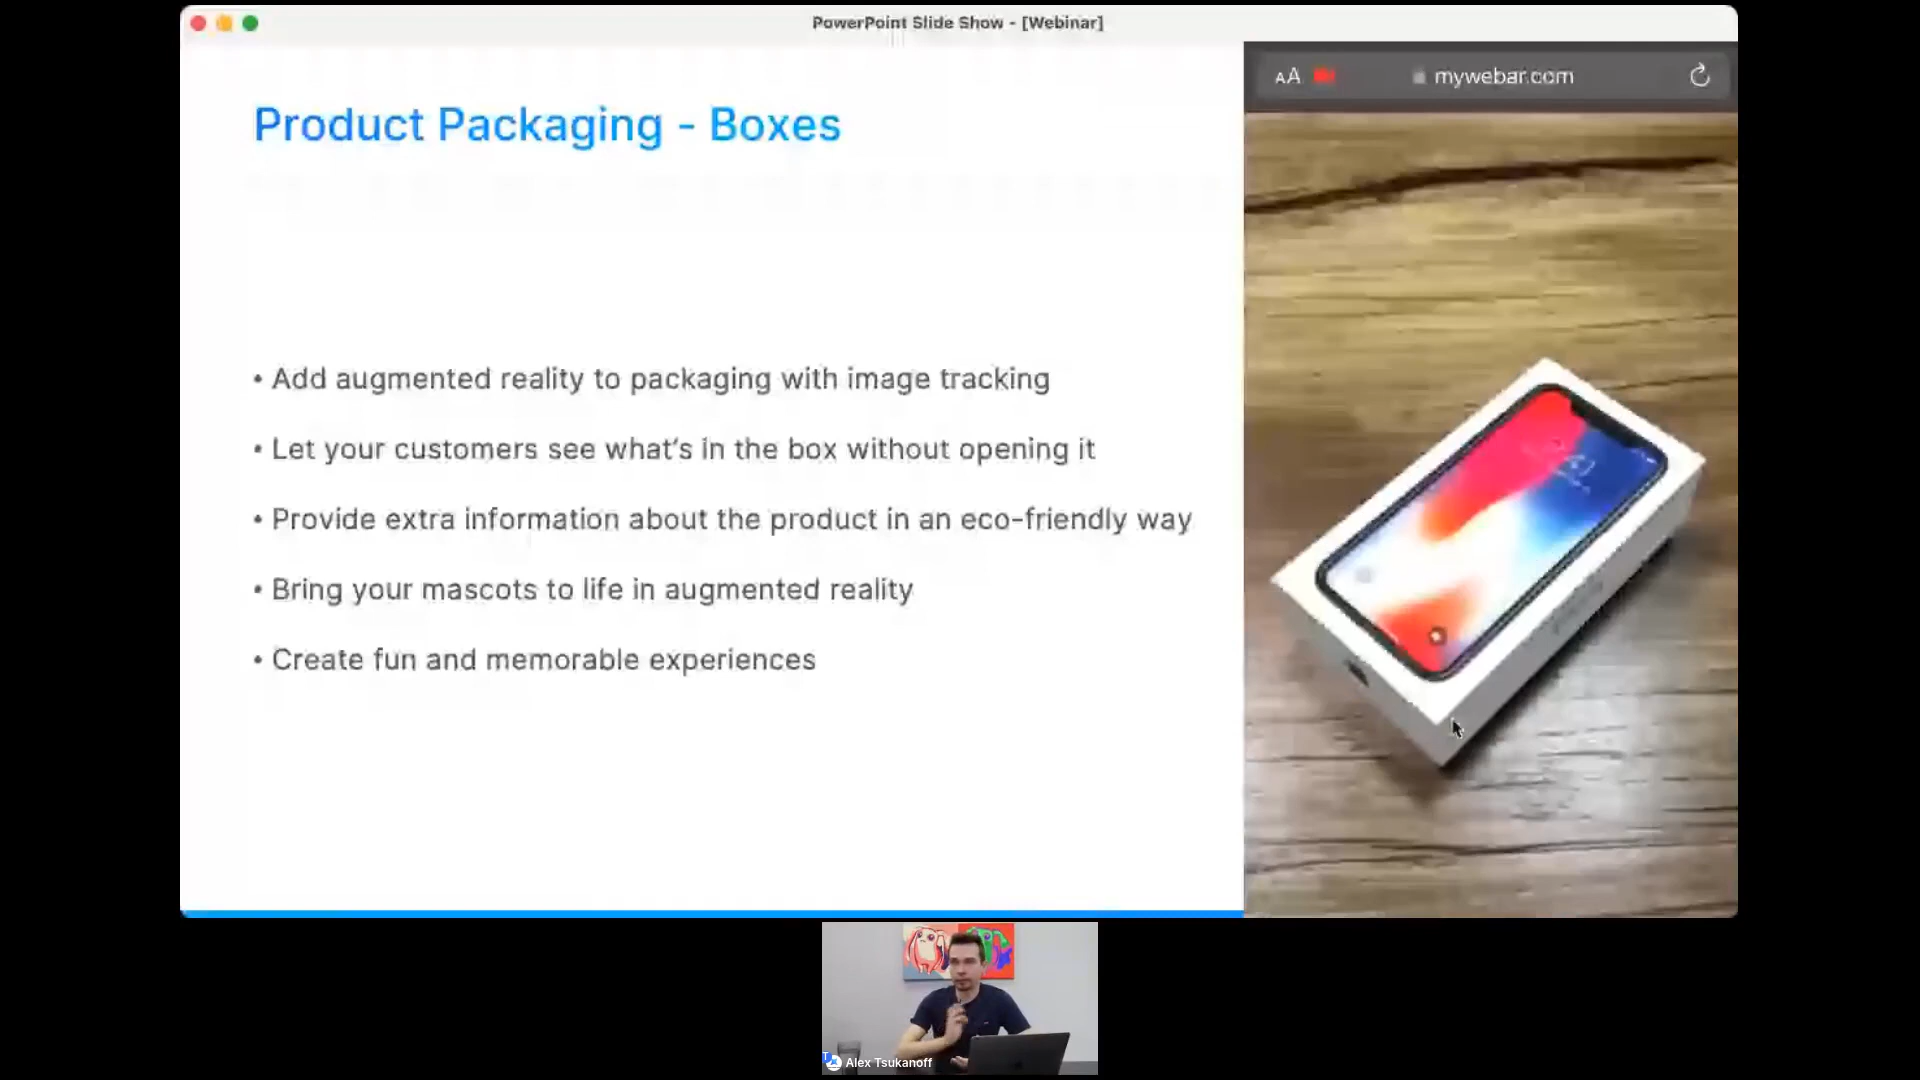 PowerPoint Slide Show - [Webinar]
Product Packaging - Boxes
• Add augmented reality to packaging with image tracking
• Let your customers see what's in the box without opening it
• Provide extra information about the product in an eco-friendly way
• Bring your mascots to life in augmented reality
• Create fun and memorable experiences
AA mywebar.com
Alex Tsukanoff